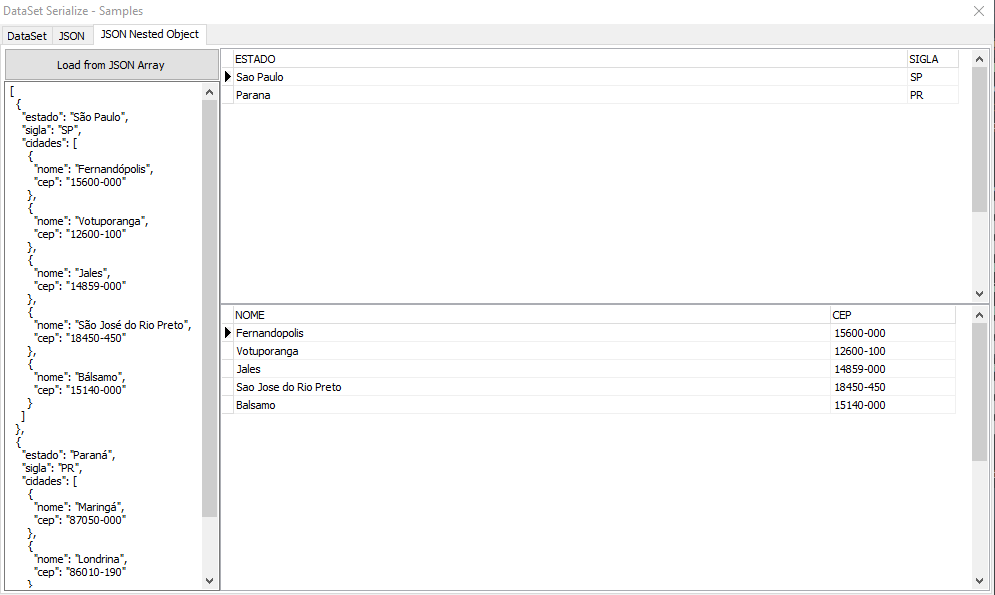 DataSet Serialize - Samples
DataSet JSON JSON Nested Object
Load from JSON Array
[
{
"estado": "São Paulo",
"sigla": "SP",
"cidades": [
{
"nome": "Fernandópolis",
"cep": "15600-000"
},
{
"nome": "Votuporanga",
"cep": "12600-100"
},
{
"nome": "Jales",
"cep": "14859-000"
},
{
"nome": "São José do Rio Preto",
"cep": "18450-450"
},
{
"nome": "Bálsamo",
"cep": "15140-000"
}
]
},
{
"estado": "Paraná",
"sigla": "PR",
"cidades": [
{
"nome": "Maringá",
"cep": "87050-000"
},
{
"nome": "Londrina",
"cep": "86010-190"
}
ESTADO SIGLA
Sao Paulo SP
Parana PR
NOME CEP
Fernandopolis 15600-000
Votuporanga 12600-100
Jales 14859-000
Sao Jose do Rio Preto 18450-450
Balsamo 15140-000